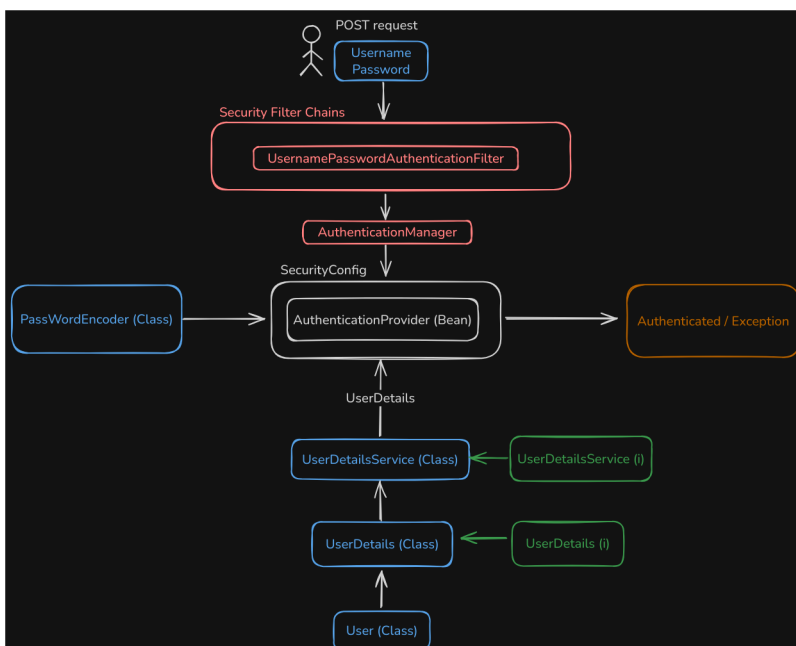 POST request
Username
Password
Security Filter Chains
UsernamePasswordAuthenticationFilter
AuthenticationManager
SecurityConfig
PassWordEncoder (Class)
AuthenticationProvider (Bean)
Authenticated / Exception
UserDetails
UserDetailsService (Class)
UserDetailsService (i)
UserDetails (Class)
UserDetails (i)
User (Class)